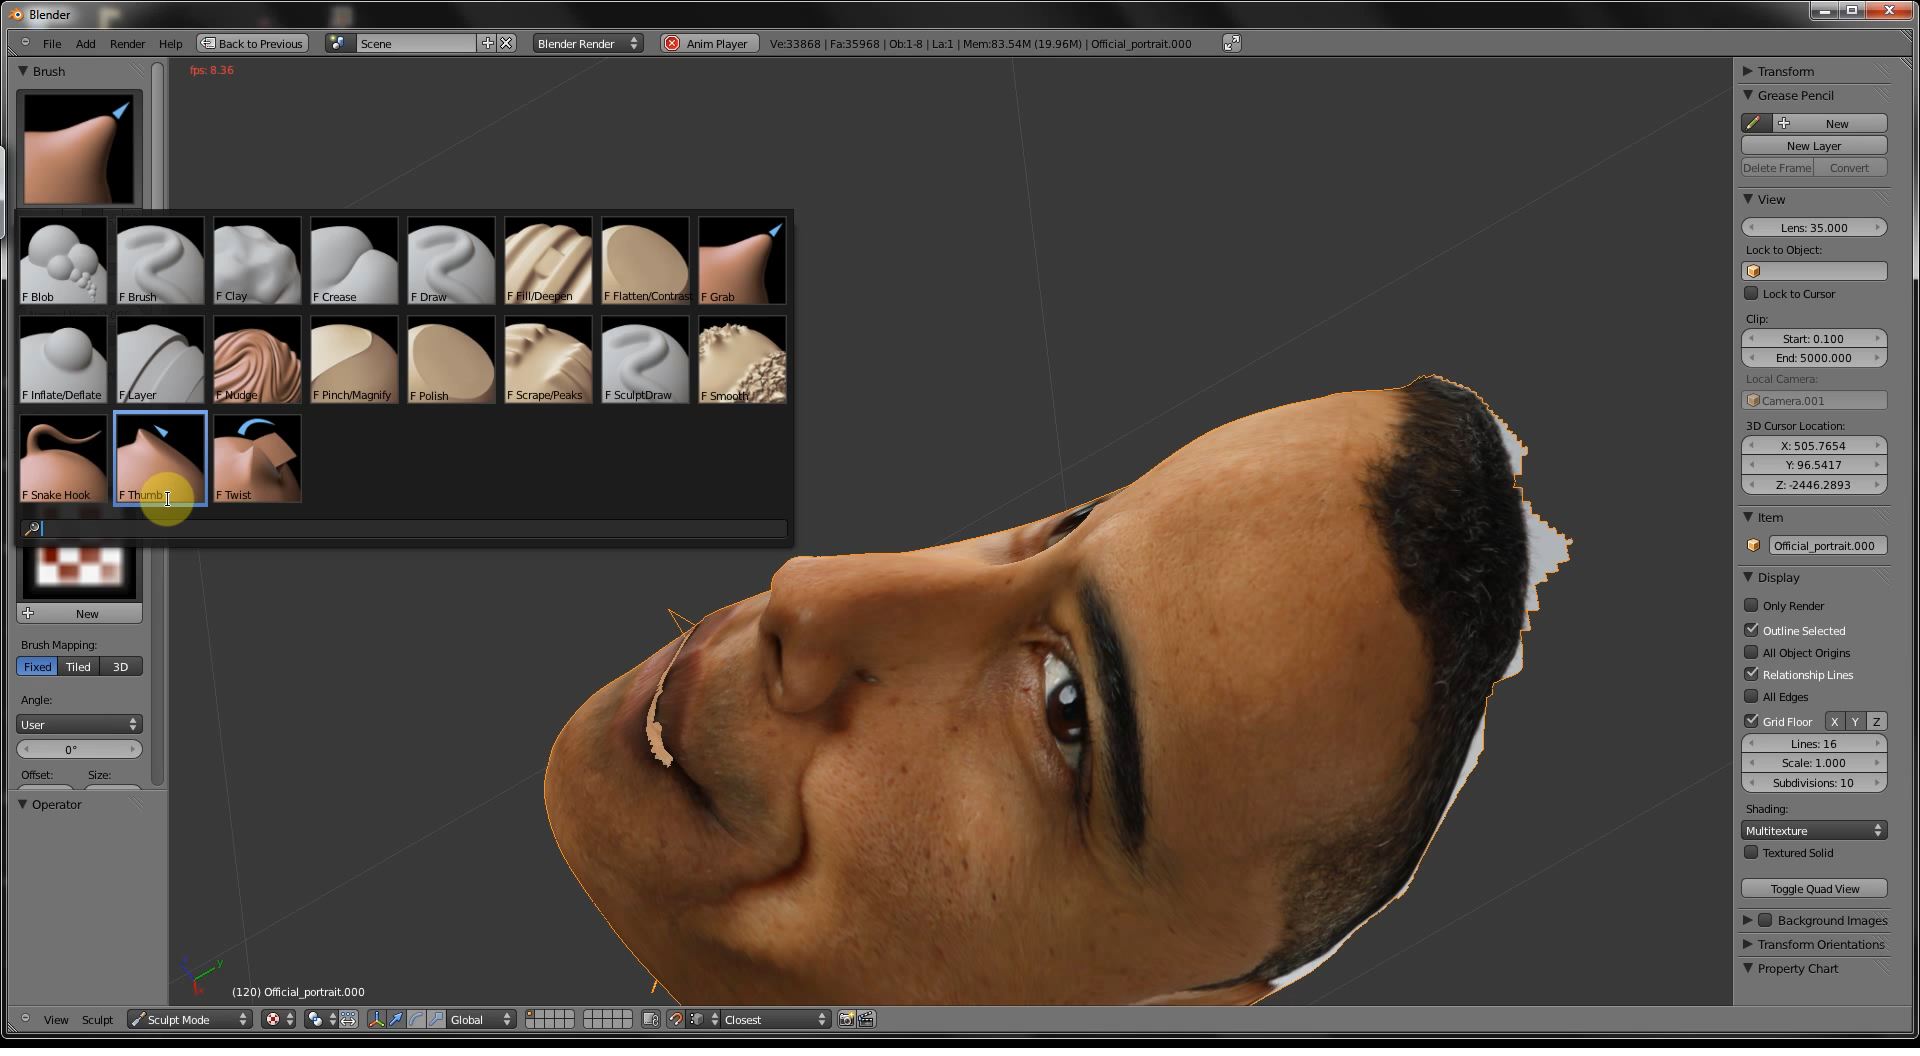 Blender
File Add Render Help Back to Previous Scene Blender Render Anim Player Ve:33868 | Fa:35968 | Ob:1-8 | La:1 | Mem:83.54M (19.96M) | Official_portrait.000
Brush
fps: 8.36
F Blob F Brush F Clay F Crease F Draw F Fill/Deepen F Flatten/Contrast F Grab
F Inflate/Deflate F Layer F Nudge F Pinch/Magnify F Polish F Scrape/Peaks F SculptDraw F Smooth
F Snake Hook F Thumb F Twist
New
Brush Mapping:
Fixed Tiled 3D
Angle:
User
0°
Offset: Size:
Operator
Transform
Grease Pencil
New
New Layer
Delete Frame Convert
View
Lens: 35.000
Lock to Object:
Lock to Cursor
Clip:
Start: 0.100
End: 5000.000
Local Camera:
Camera.001
3D Cursor Location:
X: 505.7654
Y: 96.5417
Z: -2446.2893
Item
Official_portrait.000
Display
Only Render
Outline Selected
All Object Origins
Relationship Lines
All Edges
Grid Floor X Y Z
Lines: 16
Scale: 1.000
Subdivisions: 10
Shading:
Multitexture
Textured Solid
Toggle Quad View
Background Images
Transform Orientations
Property Chart
y
x
(120) Official_portrait.000
View Sculpt Sculpt Mode Global Closest